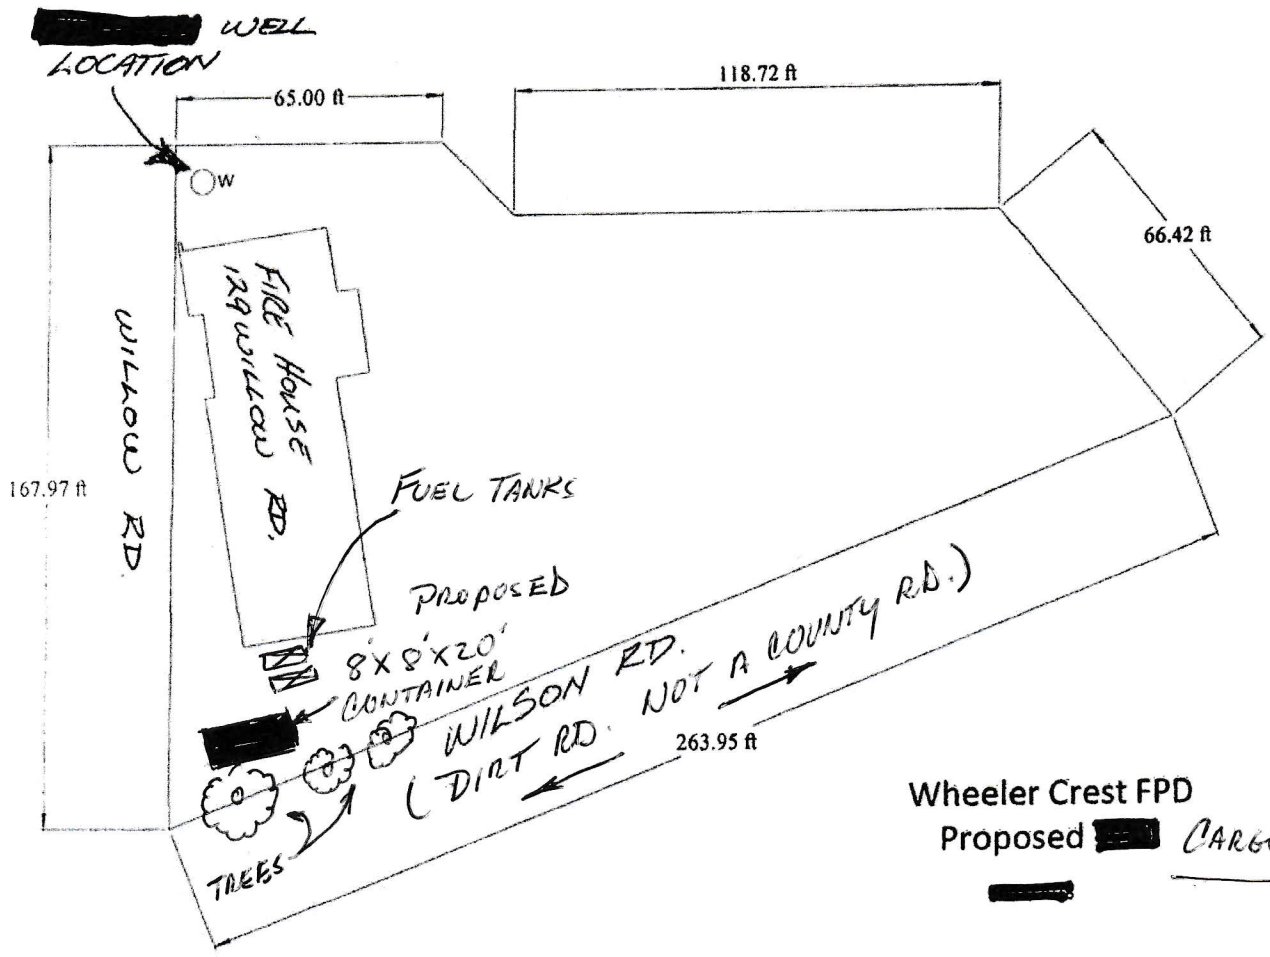 WELL
LOCATION
65.00 ft
118.72 ft
66.42 ft
W
FIRE HOUSE
129 WILLOW RD.
WILLOW RD.
167.97 ft
FUEL TANKS
PROPOSED
8'X8'X20'
CONTAINER
WILSON RD.
(DIRT RD. NOT A COUNTY RD.)
263.95 ft
TREES
Wheeler Crest FPD
Proposed